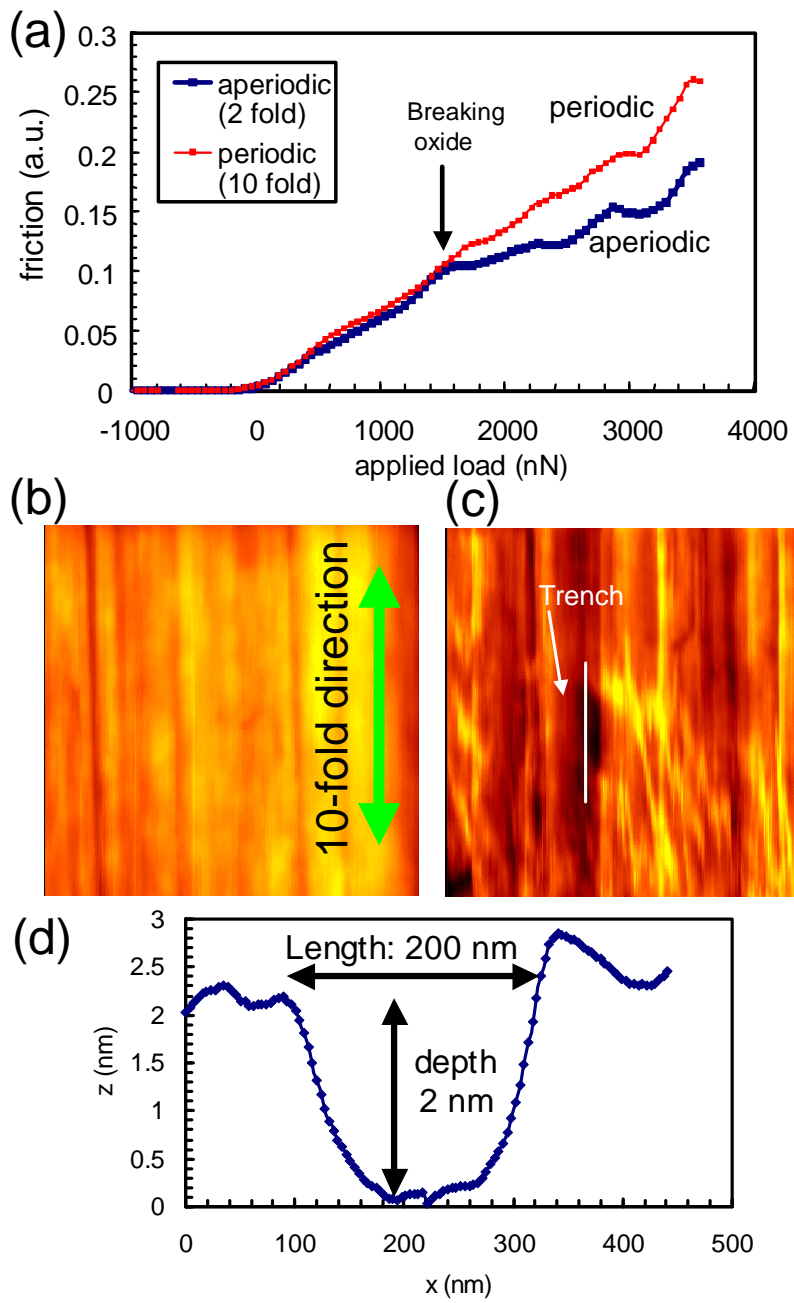 (a)
0.3
0.25
0.2
0.15
0.1
0.05
0
friction (a.u.)
aperiodic
(2 fold)
periodic
(10 fold)
Breaking
oxide
periodic
aperiodic
-1000
0
1000
2000
3000
4000
applied load (nN)
(b)
10-fold direction
(c)
Trench
(d)
3
2.5
2
1.5
1
0.5
0
z (nm)
Length: 200 nm
depth
2 nm
0
100
200
300
400
500
x (nm)